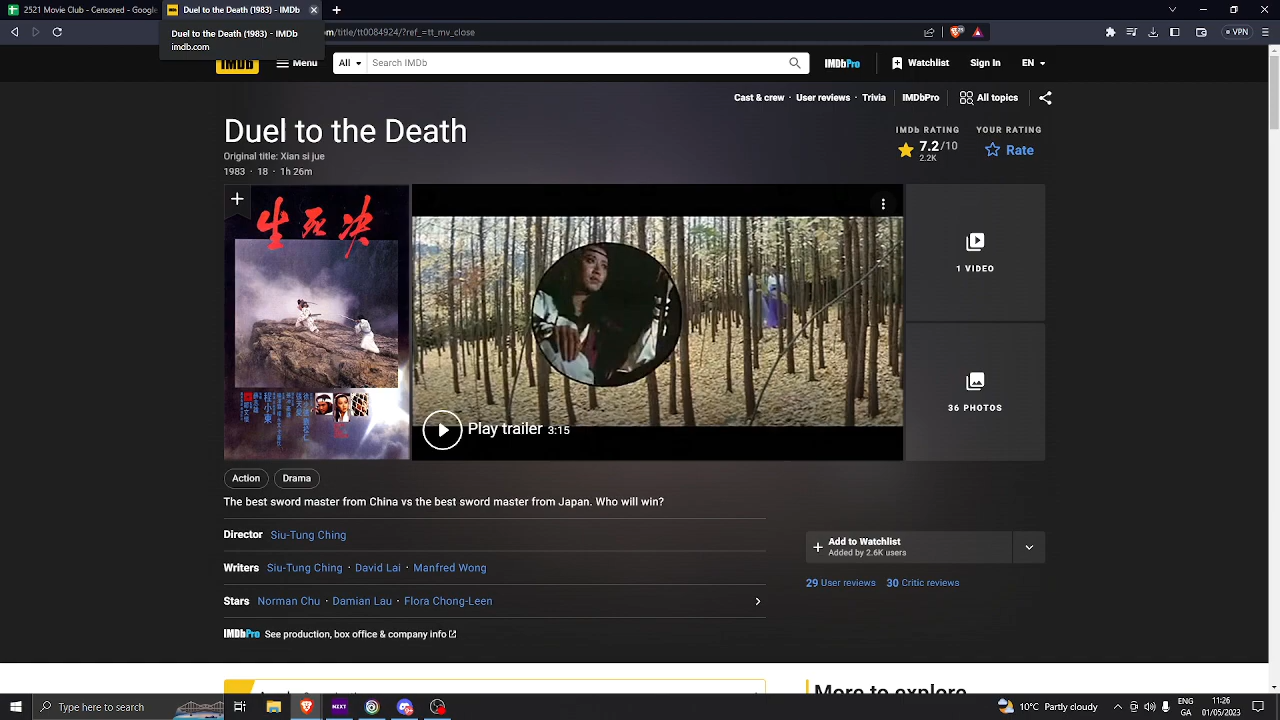 2521 Movie Club - Censored - Google
Duel to the Death (1983) - IMDb
Duel to the Death (1983) - IMDb
imdb.com
m/title/tt0084924/?ref_=tt_mv_close
VPN
IMDb
Menu
All
Search IMDb
IMDbPro
Watchlist
Sign In
EN
Cast & crew · User reviews · Trivia
IMDbPro
All topics
Duel to the Death
Original title: Xian si jue
1983 · 18 · 1h 26m
IMDb RATING
7.2/10
2.2K
YOUR RATING
Rate
生死决
程小東
Play trailer 3:15
1 VIDEO
36 PHOTOS
Action
Drama
The best sword master from China vs the best sword master from Japan. Who will win?
Director Siu-Tung Ching
Writers Siu-Tung Ching · David Lai · Manfred Wong
Stars Norman Chu · Damian Lau · Flora Chong-Leen
IMDbPro See production, box office & company info
Add to Watchlist
Added by 2.6K users
29 User reviews
30 Critic reviews
More to explore
Type here to search
NEXT
10°C Partly cloudy
ENG
GA
11:26
01/05/2023